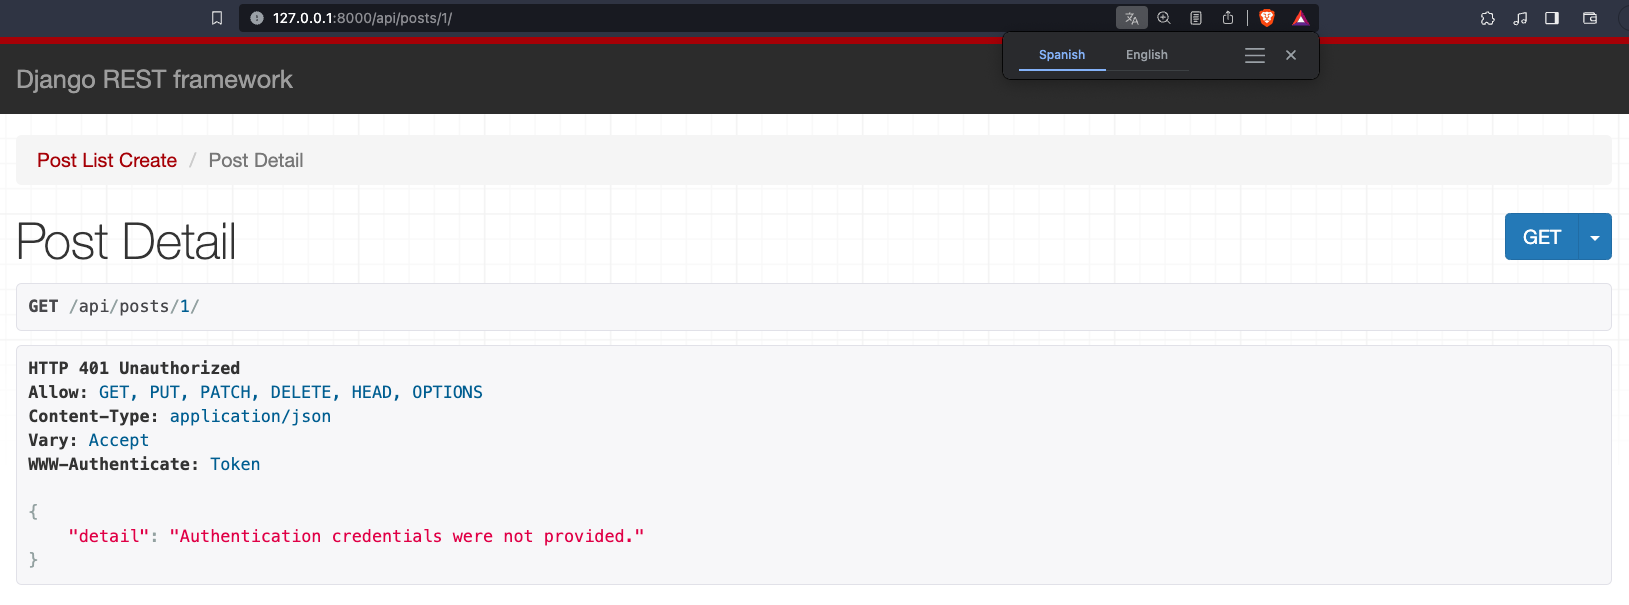 127.0.0.1:8000/api/posts/1/
Spanish English
Django REST framework
Post List Create / Post Detail
Post Detail
GET
GET /api/posts/1/
HTTP 401 Unauthorized
Allow: GET, PUT, PATCH, DELETE, HEAD, OPTIONS
Content-Type: application/json
Vary: Accept
WWW-Authenticate: Token
{
"detail": "Authentication credentials were not provided."
}